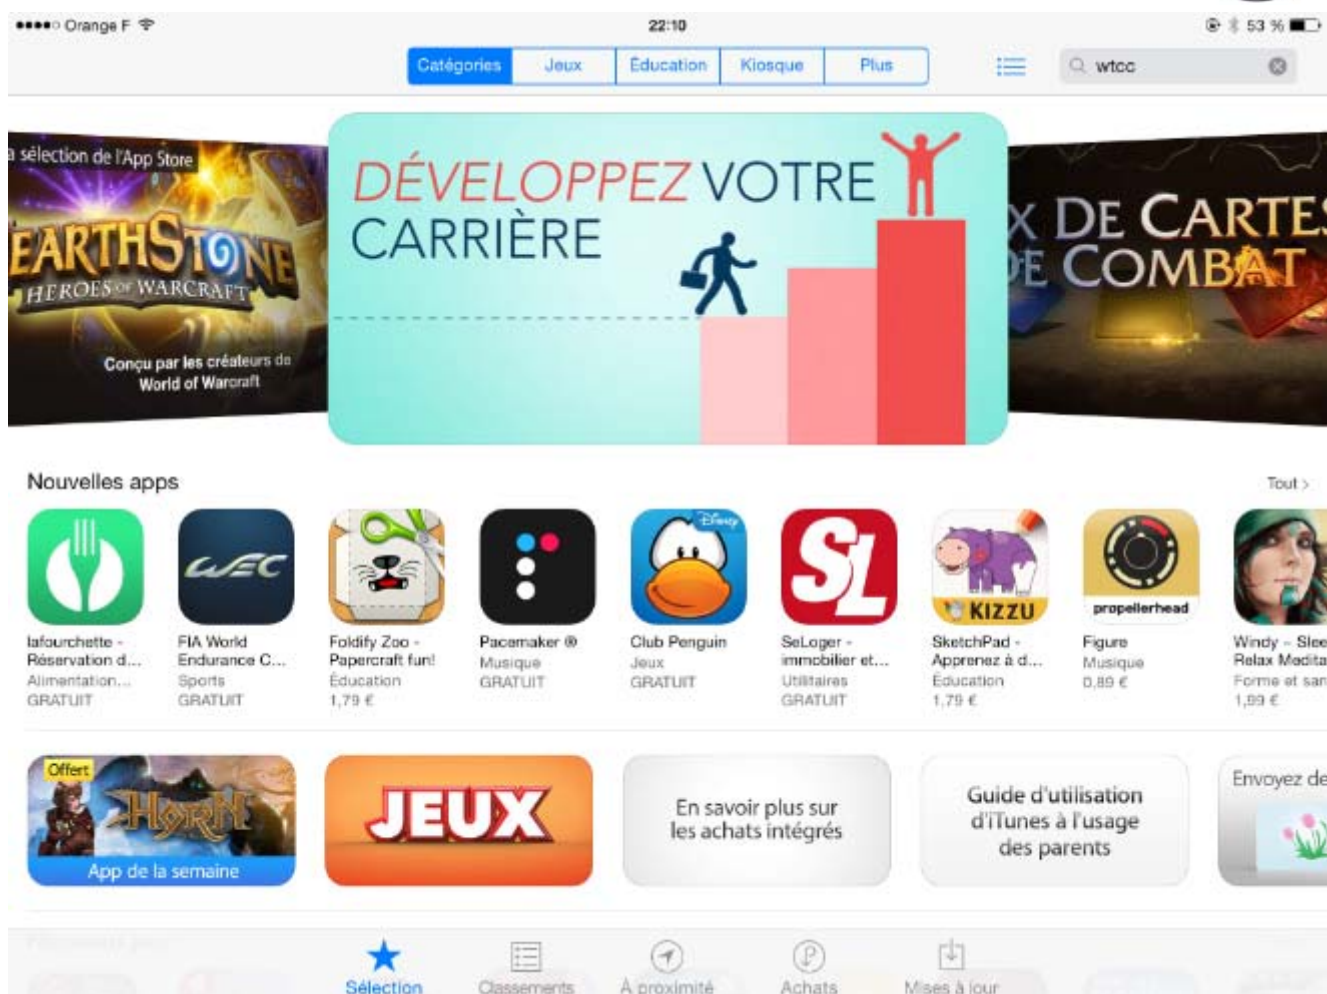 Orange F
22:10
53 %
Catégories
Jeux
Éducation
Kiosque
Plus
wtcc
a sélection de l'App Store
EARTHSTONE
HEROES OF WARCRAFT
Conçu par les créateurs de
World of Warcraft
DÉVELOPPEZ VOTRE
CARRIÈRE
X DE CARTES
DE COMBAT
Nouvelles apps
Tout >
WEC
Disney
SL
KIZZU
propellerhead
lafourchette -
Réservation d...
Alimentation...
GRATUIT
FIA World
Endurance C...
Sports
GRATUIT
Foldify Zoo -
Papercraft fun!
Éducation
1,79 €
Pacemaker ®
Musique
GRATUIT
Club Penguin
Jeux
GRATUIT
SeLoger -
immobilier et...
Utilitaires
GRATUIT
SketchPad -
Apprenez à d...
Éducation
1,79 €
Figure
Musique
0,89 €
Windy - Slee
Relax Medita
Forme et san
1,99 €
Offert
HORN
App de la semaine
JEUX
En savoir plus sur
les achats intégrés
Guide d'utilisation
d'iTunes à l'usage
des parents
Envoyez de
Sélection
Classements
À proximité
Achats
Mises à jour